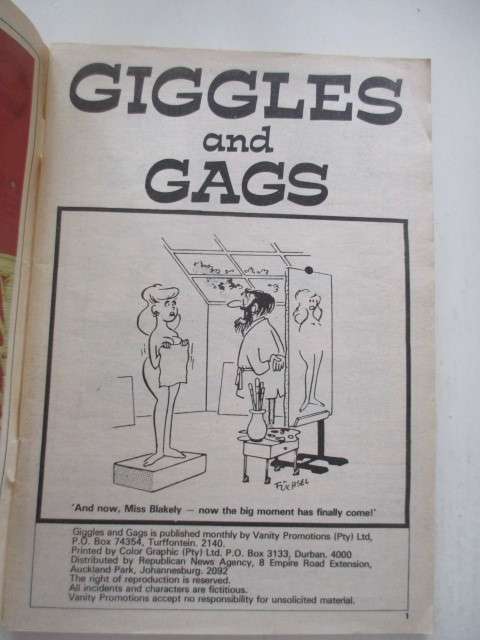 GIGGLES
and
GAGS
FÜCHSEL
'And now, Miss Blakely — now the big moment has finally come!'
Giggles and Gags is published monthly by Vanity Promotions (Pty) Ltd,
P.O. Box 74354, Turffontein. 2140.
Printed by Color Graphic (Pty) Ltd. P.O. Box 3133, Durban, 4000
Distributed by Republican News Agency, 8 Empire Road Extension,
Auckland Park, Johannesburg. 2092
The right of reproduction is reserved.
All incidents and characters are fictitious.
Vanity Promotions accept no responsibility for unsolicited material.
1